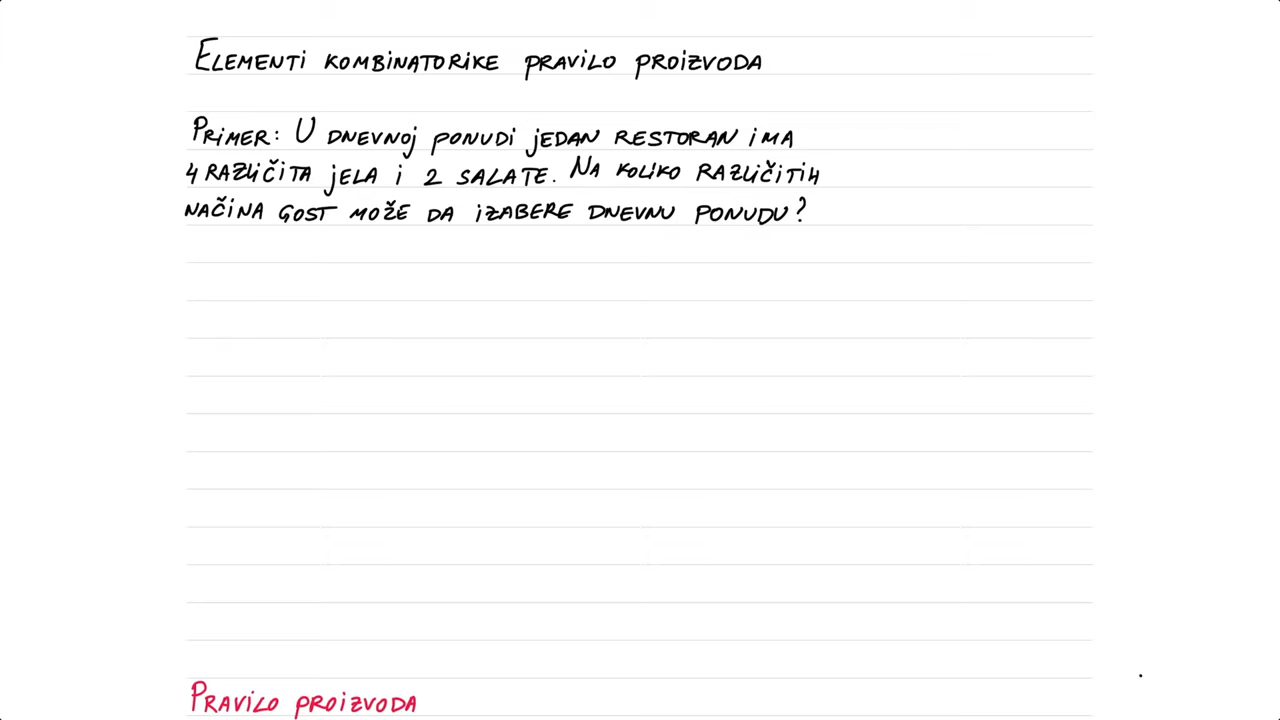 Elementi kombinatorike pravilo proizvoda
Primer: U dnevnoj ponudi jedan restoran ima
4 različita jela i 2 salate. Na koliko različitih
načina gost može da izabere dnevnu ponudu?
Pravilo proizvoda